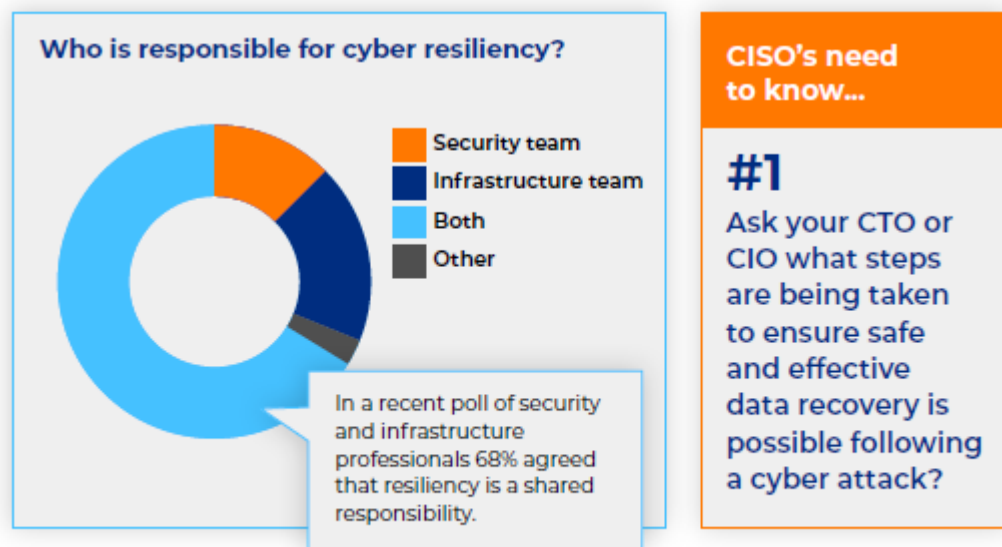 Who is responsible for cyber resiliency?
Security team
Infrastructure team
Both
Other
In a recent poll of security
and infrastructure
professionals 68% agreed
that resiliency is a shared
responsibility.
CISO's need
to know...
#1
Ask your CTO or
CIO what steps
are being taken
to ensure safe
and effective
data recovery is
possible following
a cyber attack?